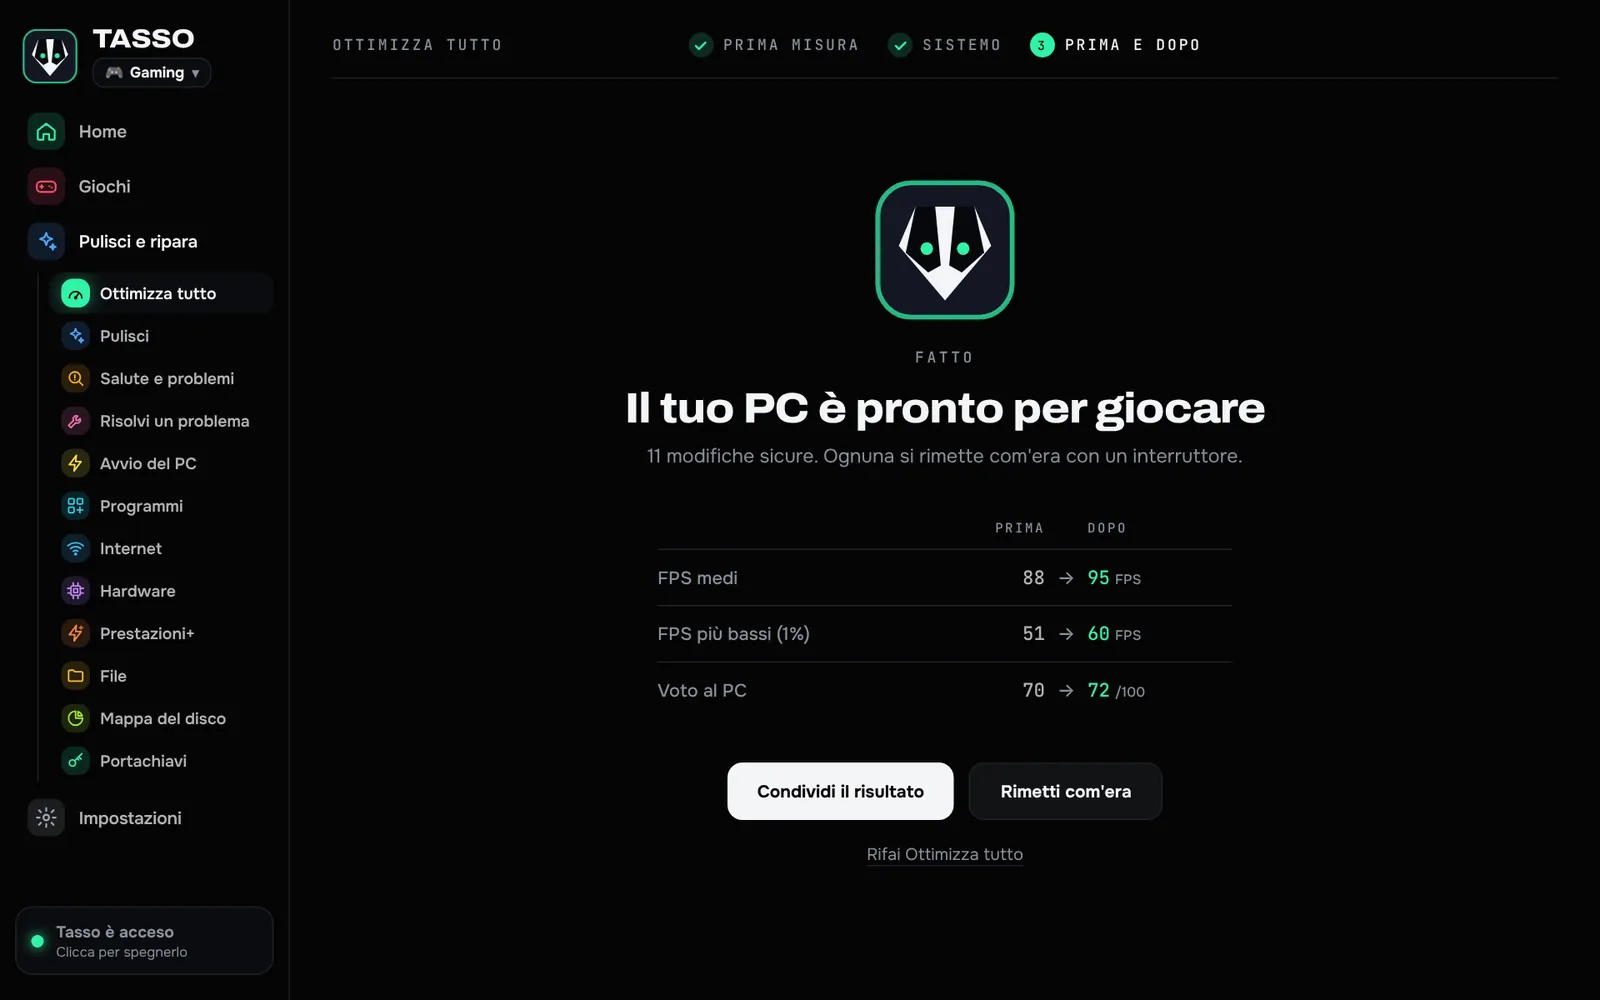 TASSO
🎮 Gaming ▾
Home
Giochi
Pulisci e ripara
Ottimizza tutto
Pulisci
Salute e problemi
Risolvi un problema
Avvio del PC
Programmi
Internet
Hardware
Prestazioni+
File
Mappa del disco
Portachiavi
Impostazioni
Tasso è acceso
Clicca per spegnerlo
OTTIMIZZA TUTTO
PRIMA MISURA
SISTEMO
3 PRIMA E DOPO
FATTO
Il tuo PC è pronto per giocare
11 modifiche sicure. Ognuna si rimette com'era con un interruttore.
PRIMA DOPO
FPS medi 88 → 95 FPS
FPS più bassi (1%) 51 → 60 FPS
Voto al PC 70 → 72 /100
Condividi il risultato
Rimetti com'era
Rifai Ottimizza tutto